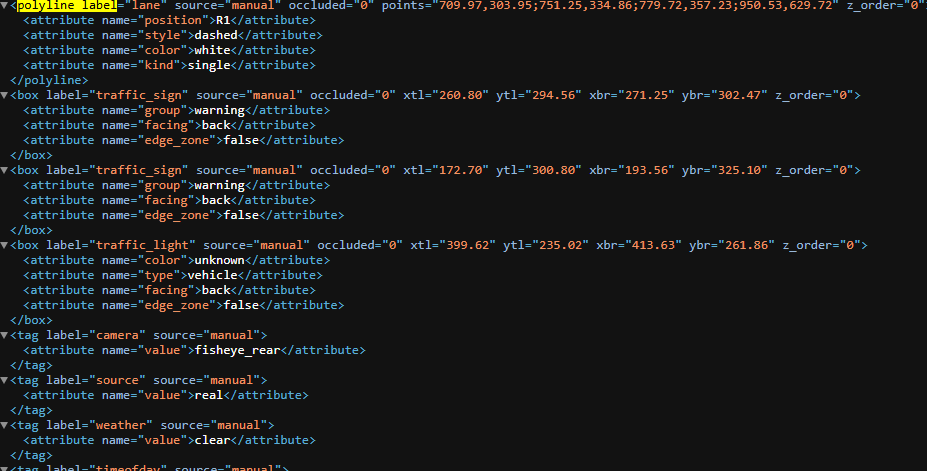 ▼<polyline label="lane" source="manual" occluded="0" points="709.97,303.95;751.25,334.86;779.72,357.23;950.53,629.72" z_order="0"
<attribute name="position">R1</attribute>
<attribute name="style">dashed</attribute>
<attribute name="color">white</attribute>
<attribute name="kind">single</attribute>
</polyline>
▼<box label="traffic_sign" source="manual" occluded="0" xtl="260.80" ytl="294.56" xbr="271.25" ybr="302.47" z_order="0">
<attribute name="group">warning</attribute>
<attribute name="facing">back</attribute>
<attribute name="edge_zone">false</attribute>
</box>
▼<box label="traffic_sign" source="manual" occluded="0" xtl="172.70" ytl="300.80" xbr="193.56" ybr="325.10" z_order="0">
<attribute name="group">warning</attribute>
<attribute name="facing">back</attribute>
<attribute name="edge_zone">false</attribute>
</box>
▼<box label="traffic_light" source="manual" occluded="0" xtl="399.62" ytl="235.02" xbr="413.63" ybr="261.86" z_order="0">
<attribute name="color">unknown</attribute>
<attribute name="type">vehicle</attribute>
<attribute name="facing">back</attribute>
<attribute name="edge_zone">false</attribute>
</box>
▼<tag label="camera" source="manual">
<attribute name="value">fisheye_rear</attribute>
</tag>
▼<tag label="source" source="manual">
<attribute name="value">real</attribute>
</tag>
▼<tag label="weather" source="manual">
<attribute name="value">clear</attribute>
</tag>
▼<tag label="timeofday" source="manual">